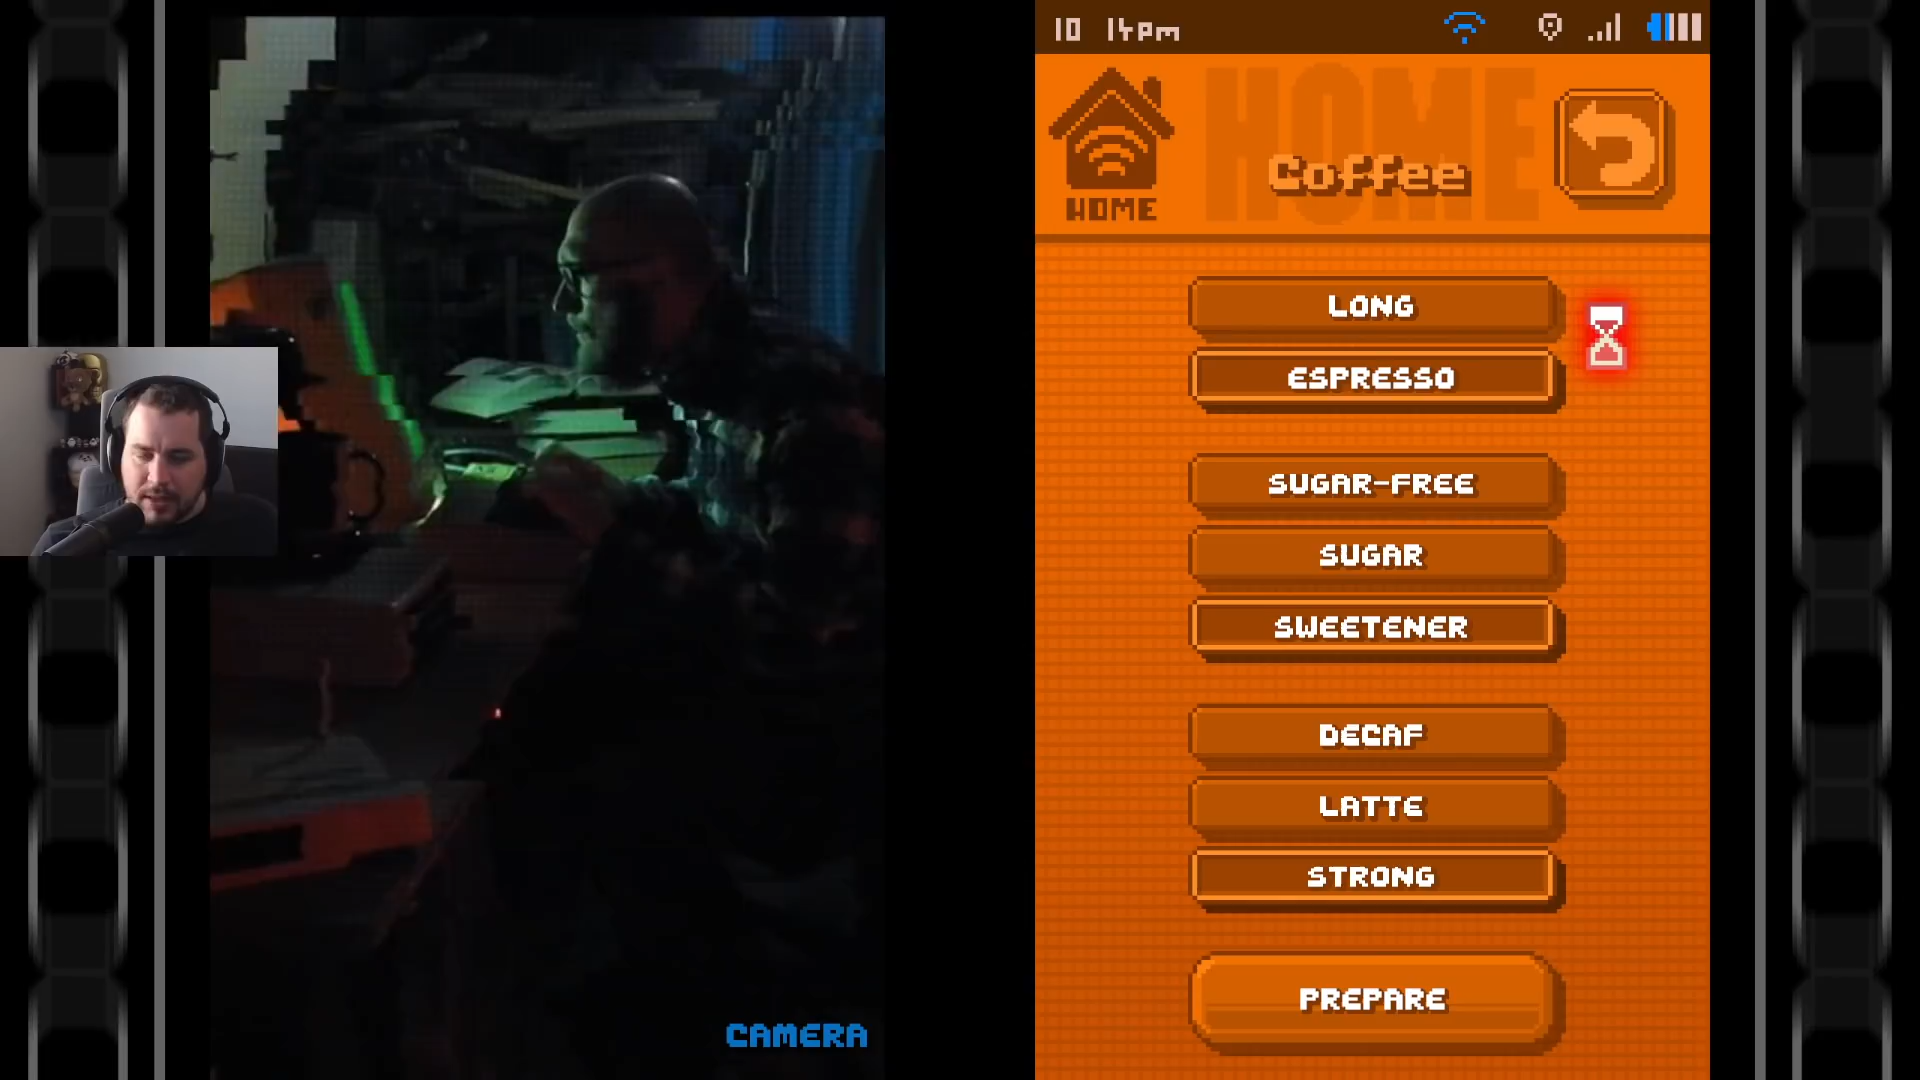 10 14pm
HOME
HOME
Coffee
LONG
ESPRESSO
SUGAR-FREE
SUGAR
SWEETENER
DECAF
LATTE
STRONG
PREPARE
CAMERA